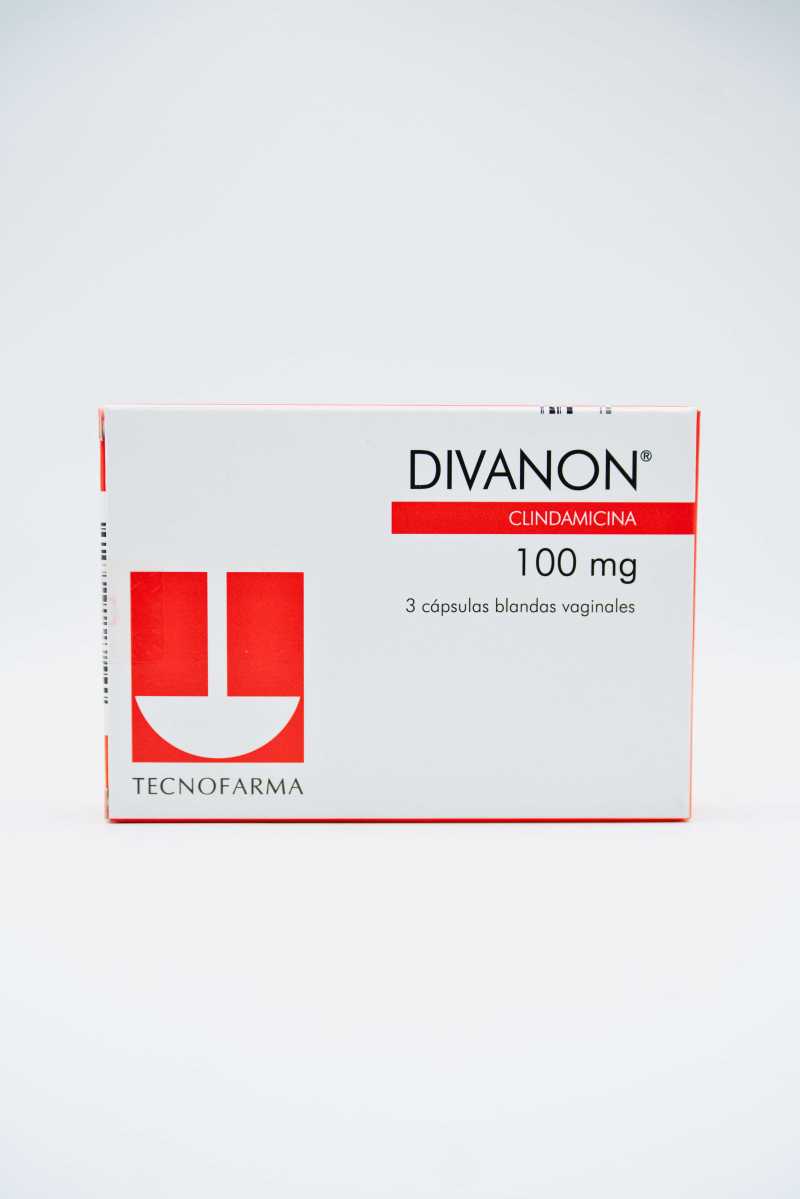 DIVANON®
CLINDAMICINA
100 mg
3 cápsulas blandas vaginales
TECNOFARMA